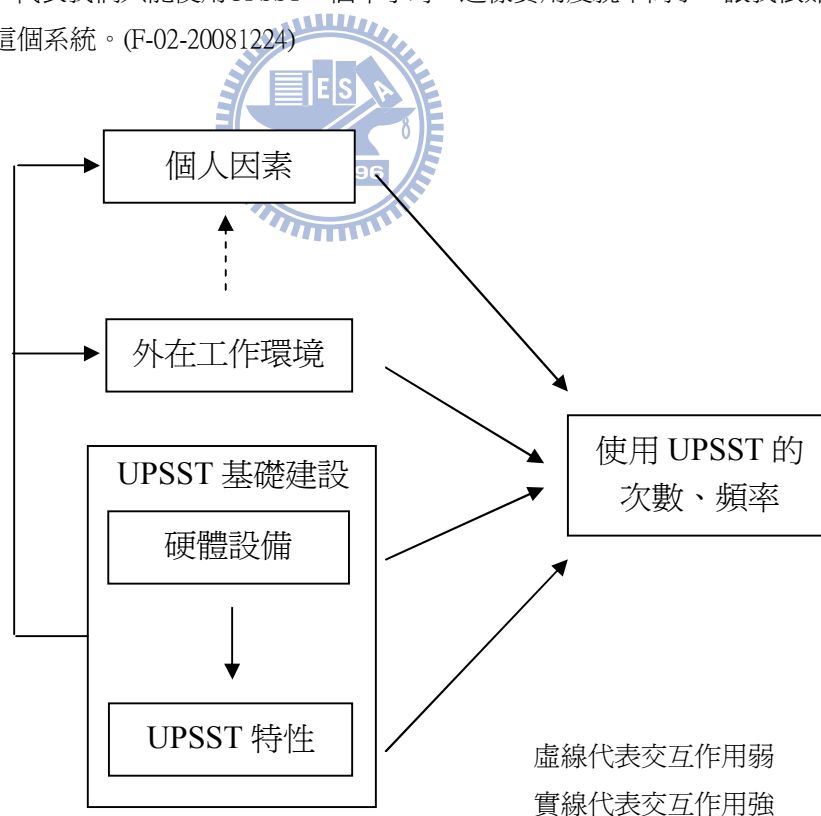 這個系統。(F-02-20081224)
ES
96
個人因素
外在工作環境
UPSST 基礎建設
硬體設備
UPSST 特性
使用 UPSST 的
次數、頻率
虛線代表交互作用弱
實線代表交互作用強